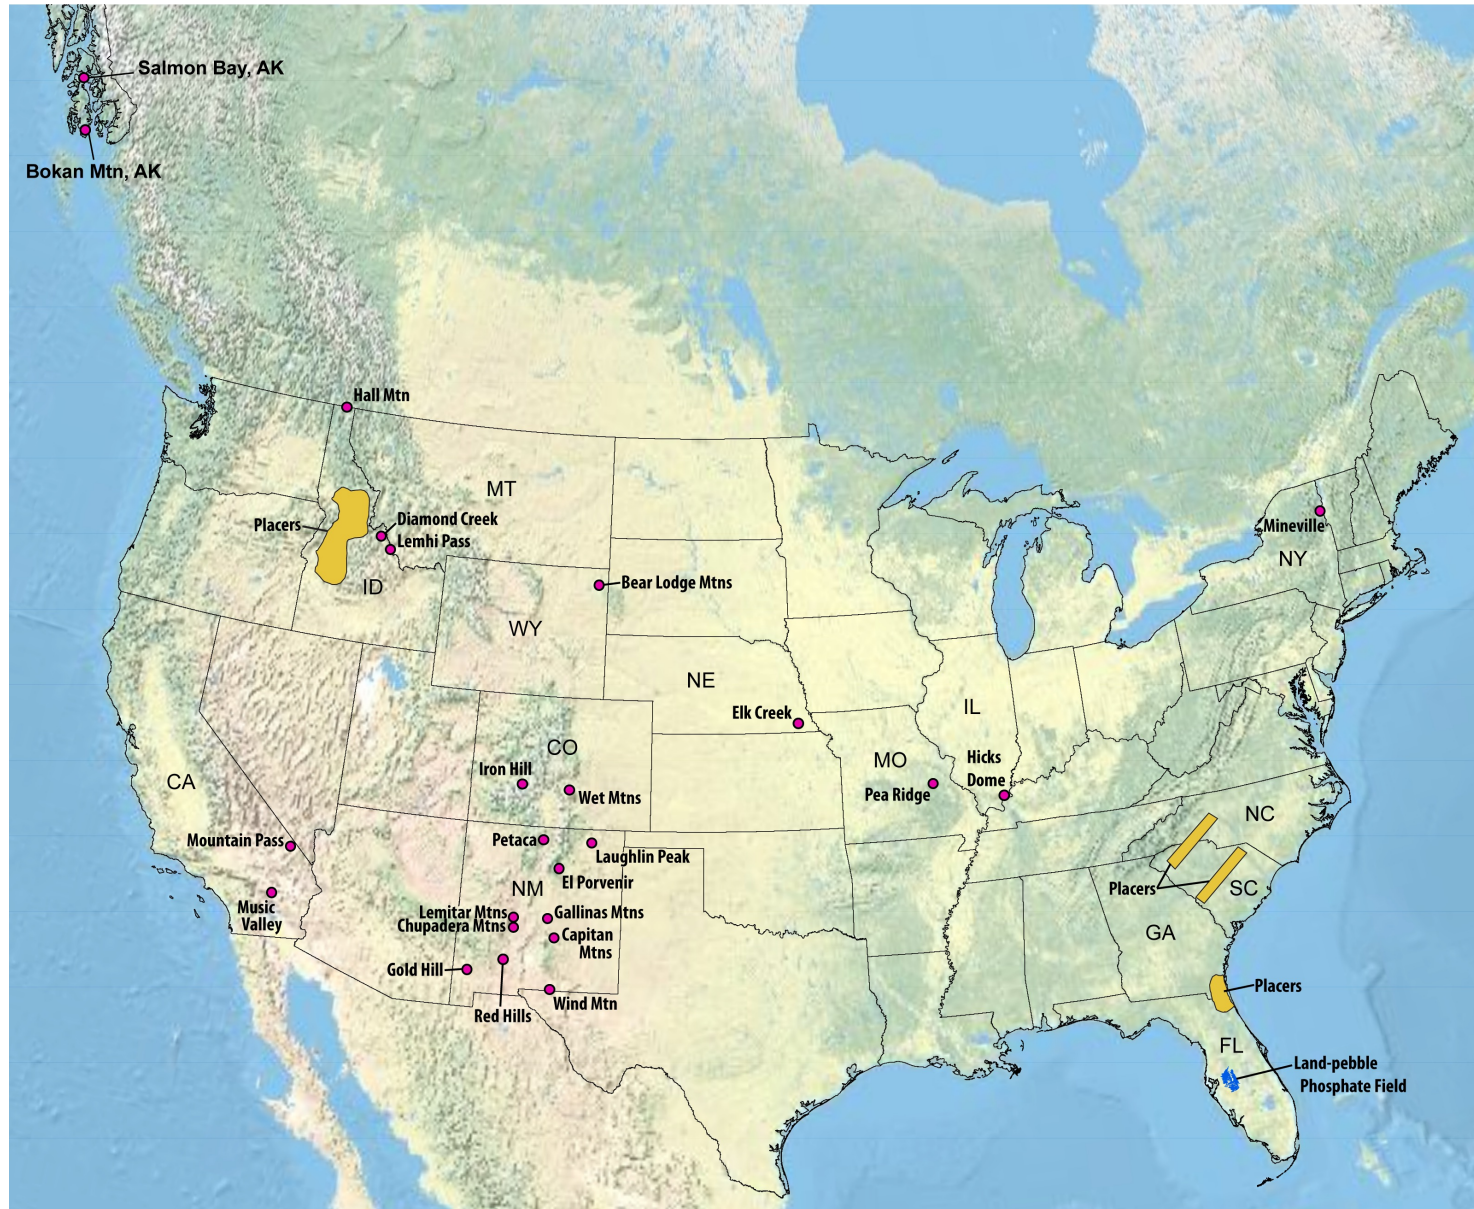 Salmon Bay, AK
Bokan Mtn, AK
Hall Mtn
MT
Placers
Diamond Creek
Lemhi Pass
ID
Bear Lodge Mtns
WY
Mineville
NY
NE
Elk Creek
IL
CO
MO
Hicks
Dome
Iron Hill
Pea Ridge
Wet Mtns
CA
NC
Mountain Pass
Petaca
Laughlin Peak
El Porvenir
NM
Placers
SC
Music
Valley
Lemitar Mtns
Gallinas Mtns
Chupadera Mtns
Capitan
Mtns
GA
Gold Hill
Placers
Wind Mtn
Red Hills
FL
Land-pebble
Phosphate Field